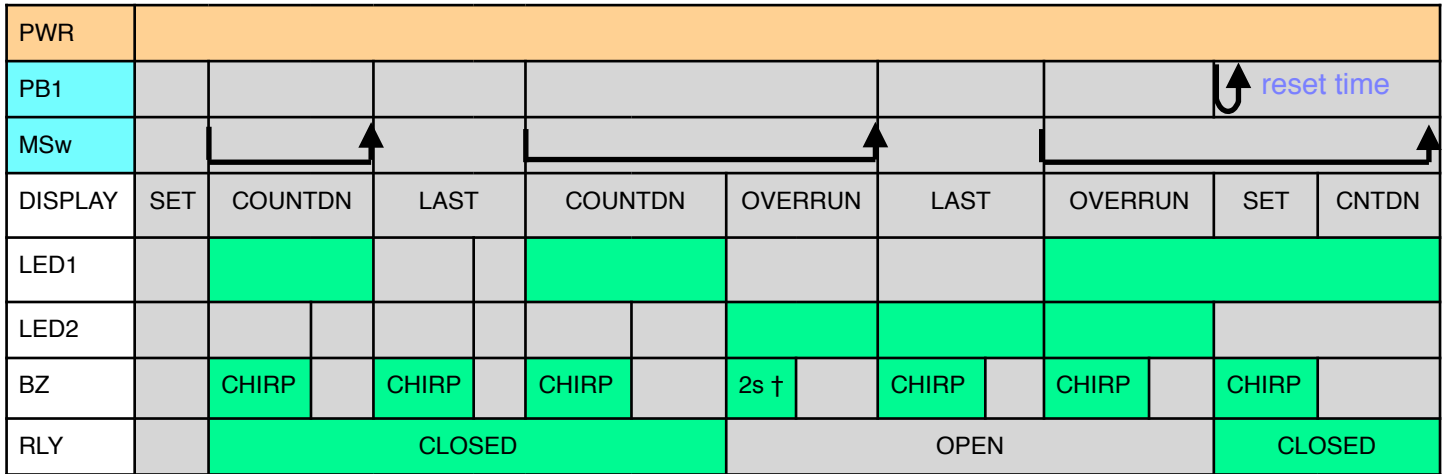 PWR
PB1 reset time
MSw
DISPLAY SET COUNTDN LAST COUNTDN OVERRUN LAST OVERRUN SET CNTDN
LED1
LED2
BZ CHIRP CHIRP CHIRP 2s † CHIRP CHIRP CHIRP
RLY CLOSED OPEN CLOSED